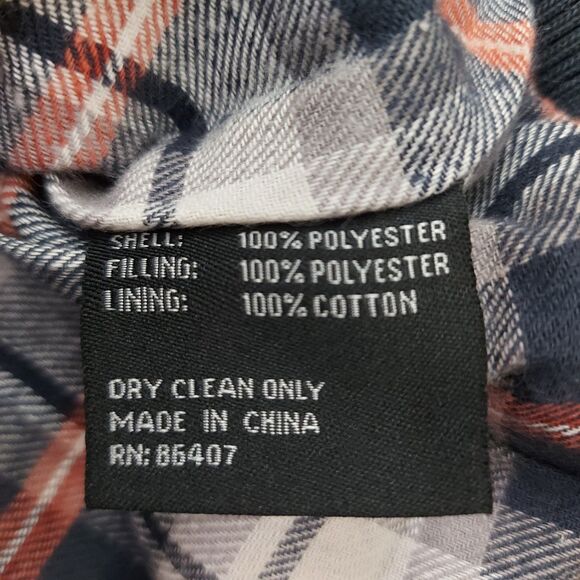 SHELL: 100% POLYESTER
FILLING: 100% POLYESTER
LINING: 100% COTTON
DRY CLEAN ONLY
MADE IN CHINA
RN: 86407